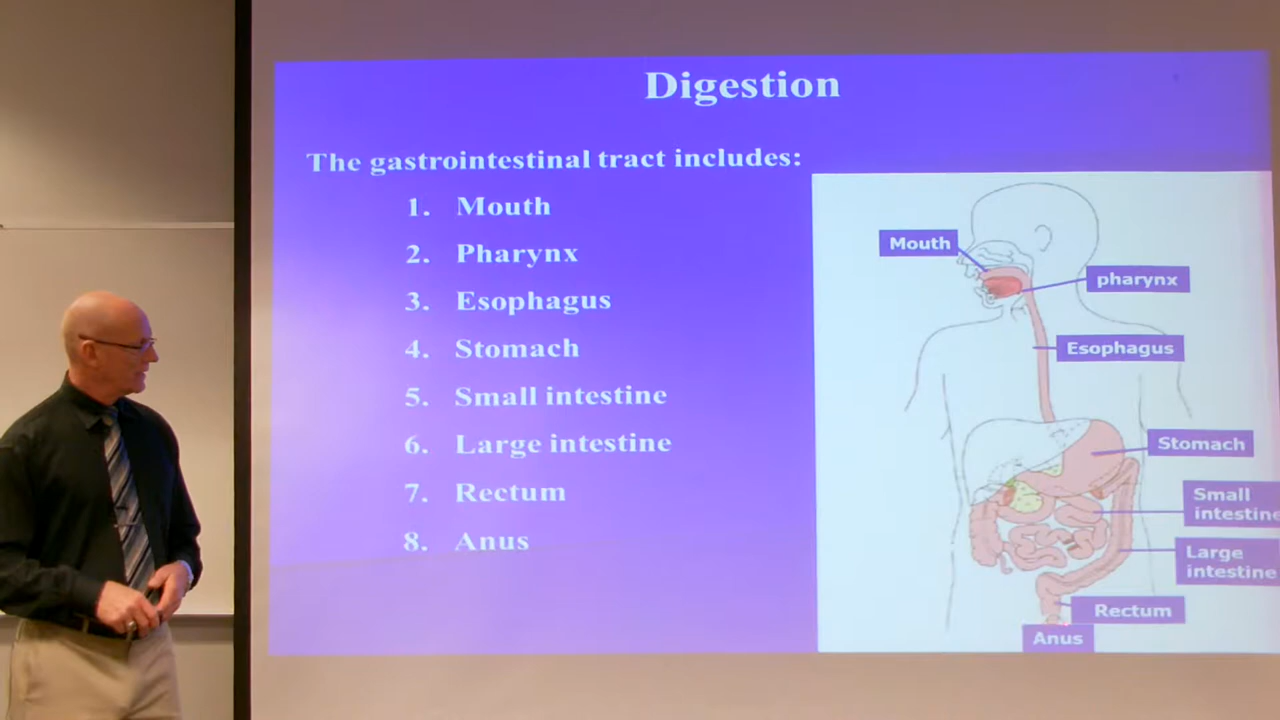 Digestion
The gastrointestinal tract includes:
1. Mouth
2. Pharynx
3. Esophagus
4. Stomach
5. Small intestine
6. Large intestine
7. Rectum
8. Anus
Mouth
pharynx
Esophagus
Stomach
Small
intestine
Large
intestine
Rectum
Anus